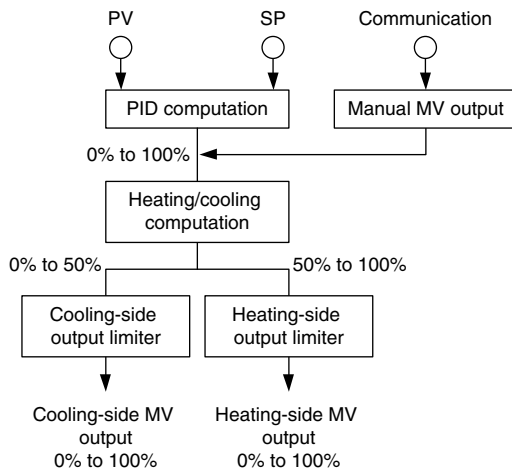 PV
SP
Communication
PID computation
Manual MV output
0% to 100%
Heating/cooling
computation
0% to 50%
50% to 100%
Cooling-side
output limiter
Heating-side
output limiter
Cooling-side MV
output
0% to 100%
Heating-side MV
output
0% to 100%